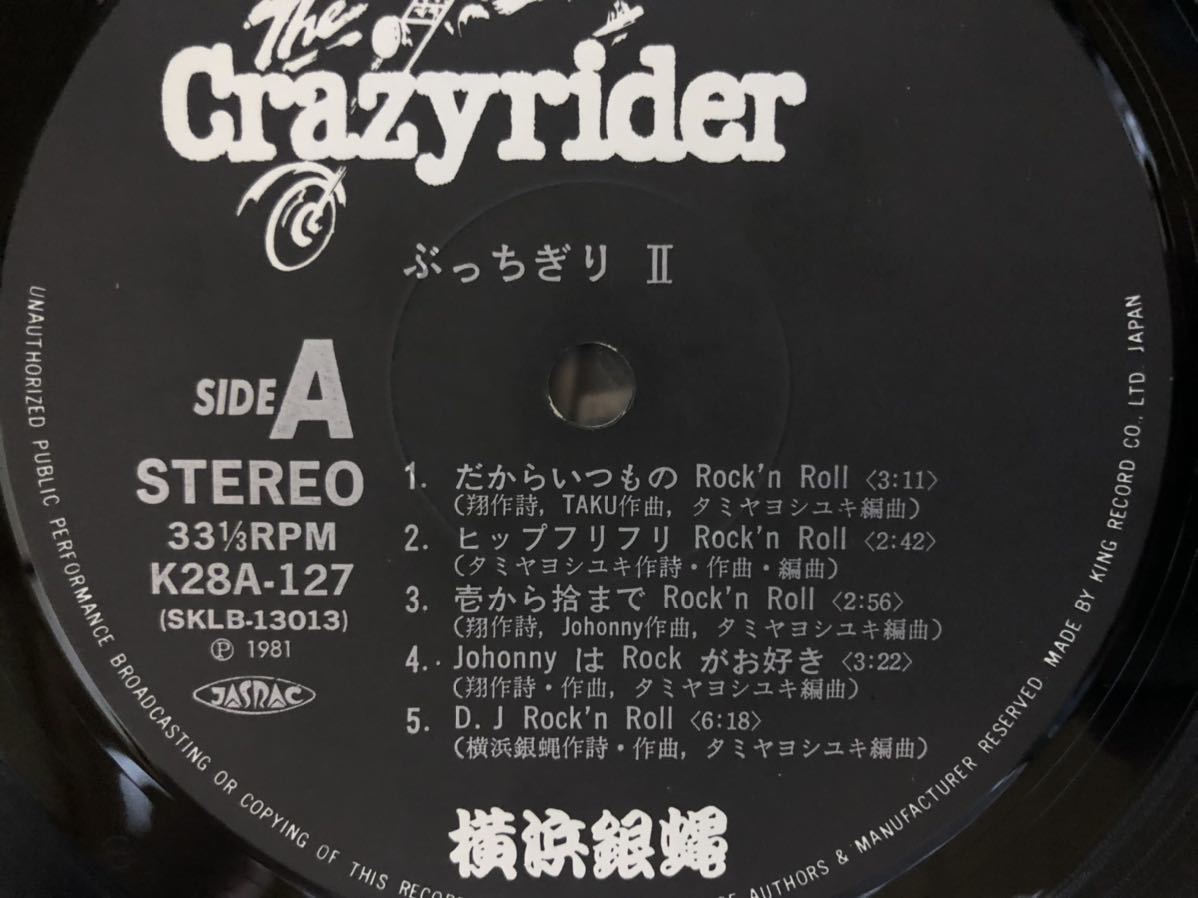 The
Crazyrider
ぶっちぎり Ⅱ
SIDE A
STEREO
33⅓RPM
K28A-127
(SKLB-13013)
Ⓟ 1981
JASRAC
1. だからいつもの Rock'n Roll 〈3:11〉
(翔作詩, TAKU作曲, タミヤヨシユキ編曲)
2. ヒップフリフリ Rock'n Roll 〈2:42〉
(タミヤヨシユキ作詩・作曲・編曲)
3. 壱から拾まで Rock'n Roll 〈2:56〉
(翔作詩, Johonny作曲, タミヤヨシユキ編曲)
4.. Johonny は Rock がお好き 〈3:22〉
(翔作詩・作曲, タミヤヨシユキ編曲)
5. D. J Rock'n Roll 〈6:18〉
(横浜銀蝿作詩・作曲, タミヤヨシユキ編曲)
横浜銀蝿
UNAUTHORIZED PUBLIC PERFORMANCE BROADCASTING OR COPYING OF THIS RECORD AUTHORS & MANUFACTURER RESERVED. MADE BY KING RECORD CO., LTD. JAPAN